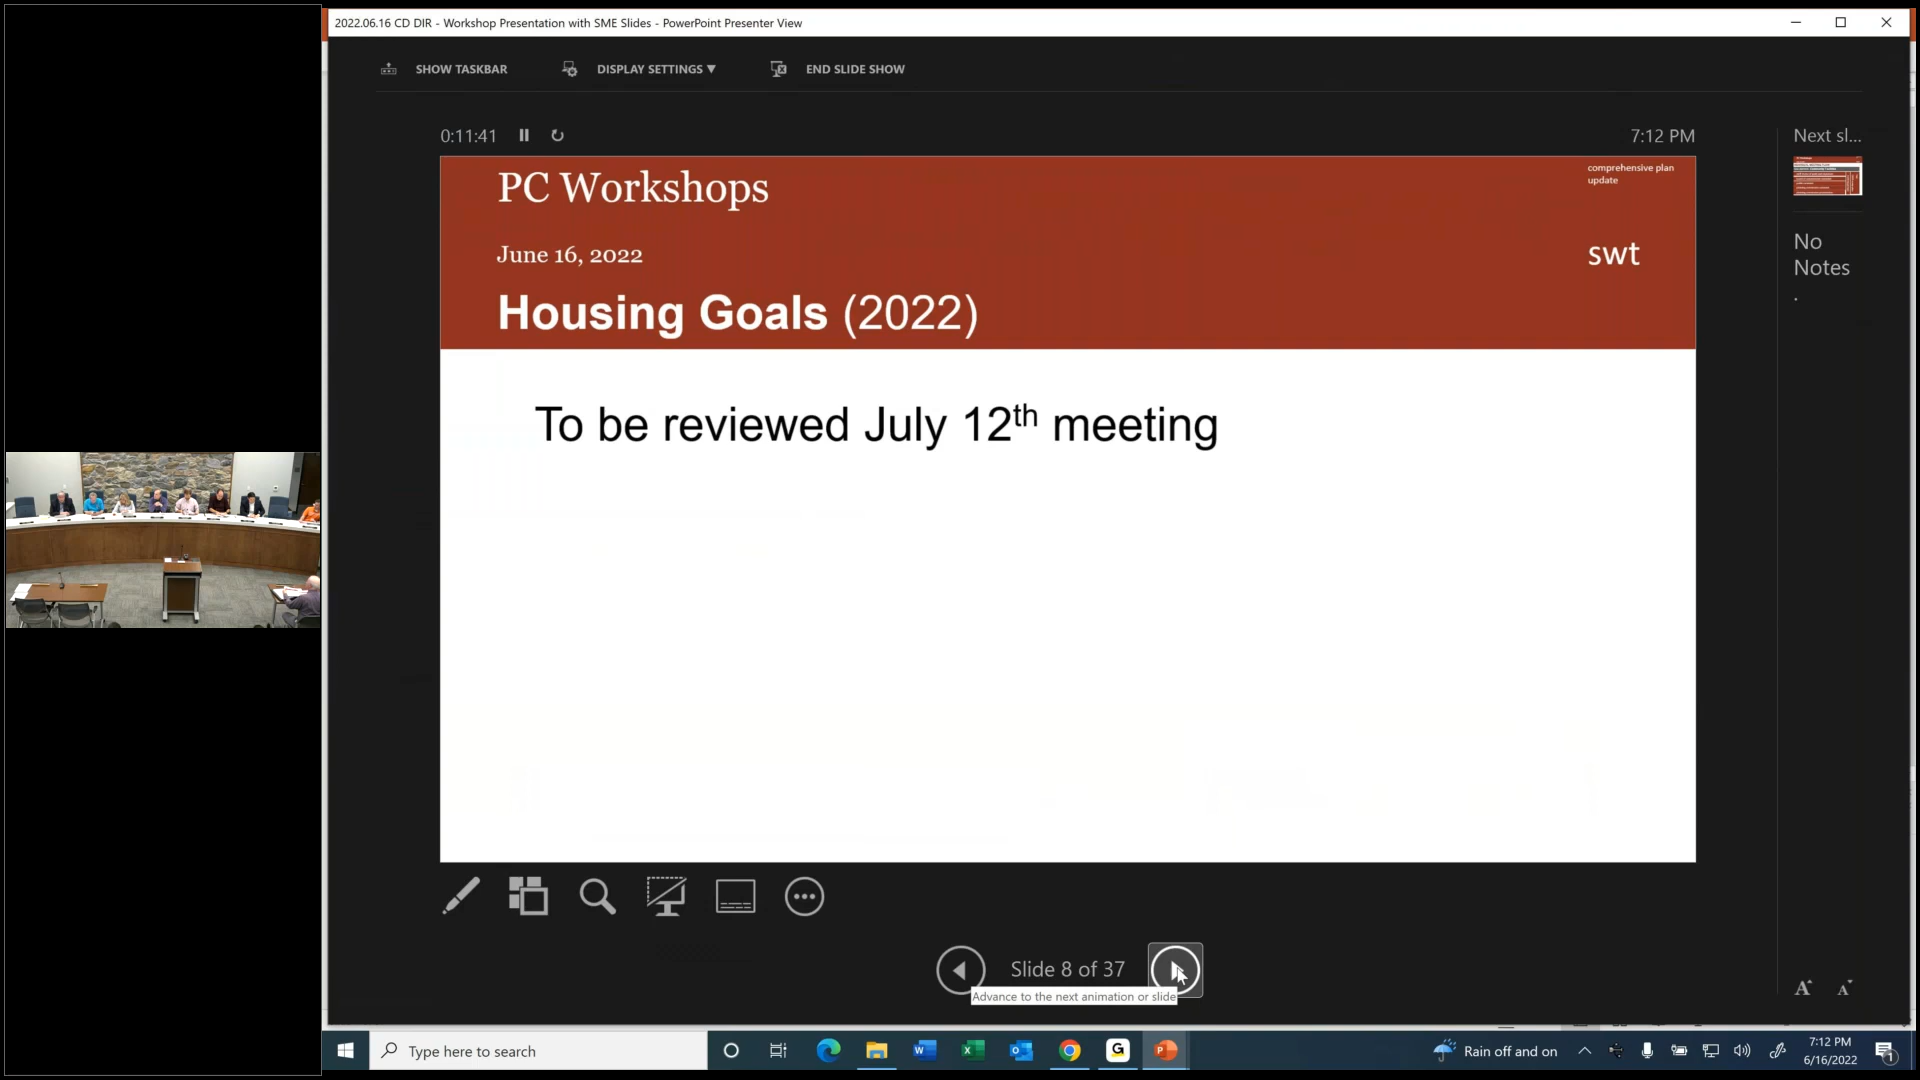 2022.06.16 CD DIR - Workshop Presentation with SME Slides - PowerPoint Presenter View
SHOW TASKBAR
DISPLAY SETTINGS ▼
END SLIDE SHOW
0:11:41
7:12 PM
Next sl...
PC Workshops
comprehensive plan
update
June 16, 2022
swt
Housing Goals (2022)
To be reviewed July 12th meeting
No
Notes
.
Slide 8 of 37
Advance to the next animation or slide
A A
Type here to search
Rain off and on
7:12 PM
6/16/2022
1